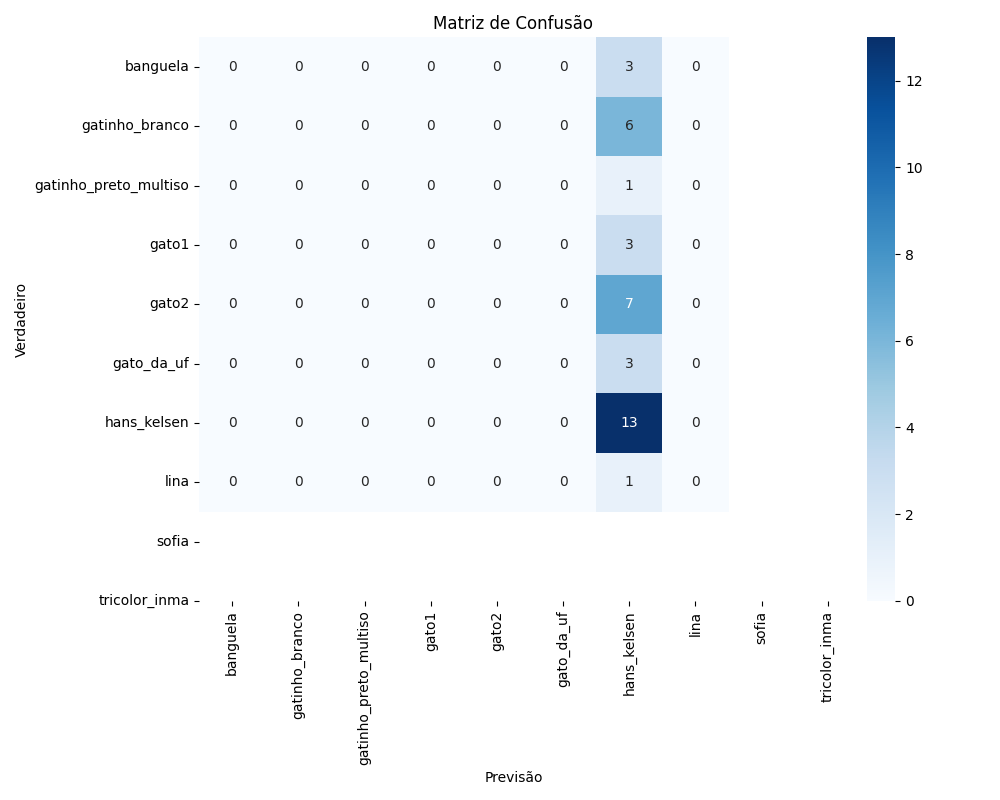 Matriz de Confusão
banguela 0 0 0 0 0 0 3 0
gatinho_branco 0 0 0 0 0 0 6 0
gatinho_preto_multiso 0 0 0 0 0 0 1 0
gato1 0 0 0 0 0 0 3 0
gato2 0 0 0 0 0 0 7 0
gato_da_uf 0 0 0 0 0 0 3 0
hans_kelsen 0 0 0 0 0 0 13 0
lina 0 0 0 0 0 0 1 0
sofia
tricolor_inma
Verdadeiro
banguela
gatinho_branco
gatinho_preto_multiso
gato1
gato2
gato_da_uf
hans_kelsen
lina
sofia
tricolor_inma
Previsão
12
10
8
6
4
2
0